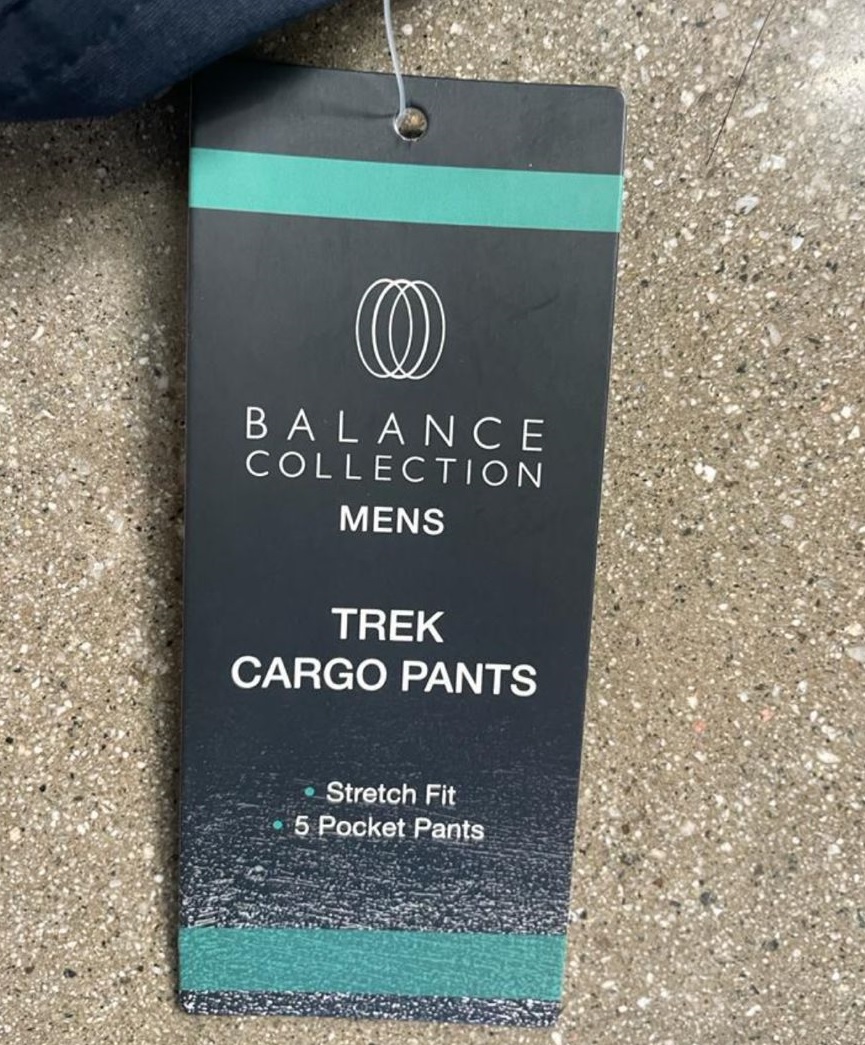 BALANCE
COLLECTION
MENS
TREK
CARGO PANTS
• Stretch Fit
• 5 Pocket Pants